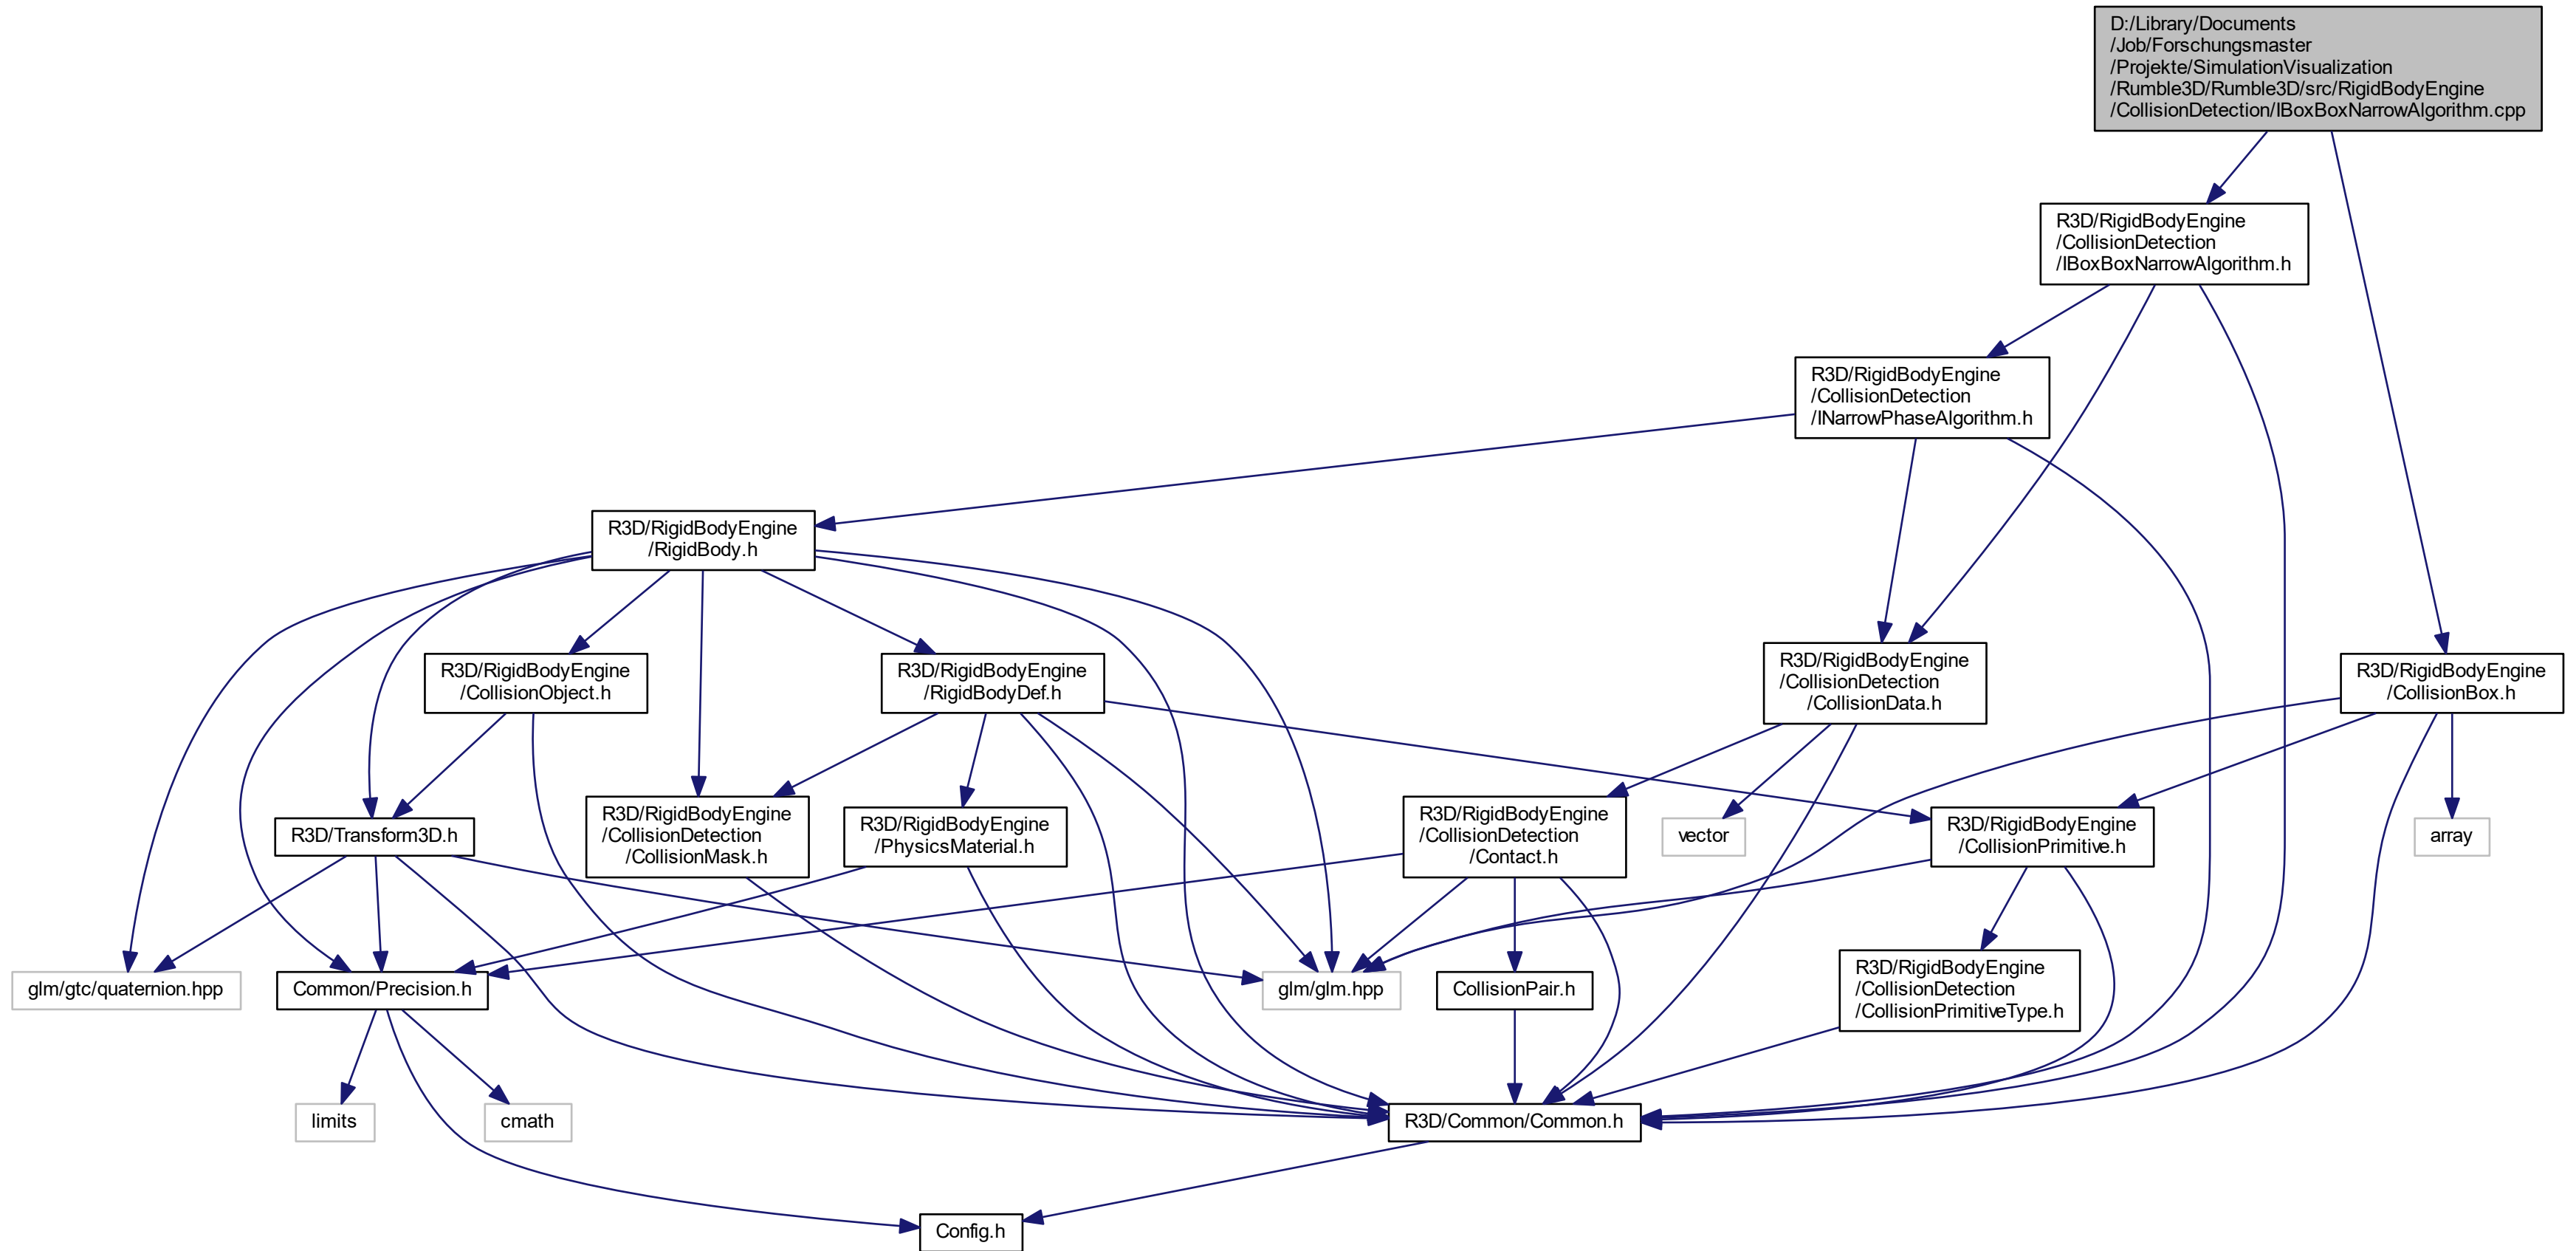 D:/Library/Documents
/Job/Forschungsmaster
/Projekte/SimulationVisualization
/Rumble3D/Rumble3D/src/RigidBodyEngine
/CollisionDetection/IBoxBoxNarrowAlgorithm.cpp
R3D/RigidBodyEngine
/CollisionDetection
/IBoxBoxNarrowAlgorithm.h
R3D/RigidBodyEngine
/CollisionDetection
/INarrowPhaseAlgorithm.h
R3D/RigidBodyEngine
/RigidBody.h
R3D/RigidBodyEngine
/CollisionObject.h
R3D/RigidBodyEngine
/RigidBodyDef.h
R3D/RigidBodyEngine
/CollisionDetection
/CollisionData.h
R3D/RigidBodyEngine
/CollisionBox.h
R3D/Transform3D.h
R3D/RigidBodyEngine
/CollisionDetection
/CollisionMask.h
R3D/RigidBodyEngine
/PhysicsMaterial.h
R3D/RigidBodyEngine
/CollisionDetection
/Contact.h
vector
R3D/RigidBodyEngine
/CollisionPrimitive.h
array
glm/gtc/quaternion.hpp
Common/Precision.h
glm/glm.hpp
CollisionPair.h
R3D/RigidBodyEngine
/CollisionDetection
/CollisionPrimitiveType.h
limits
cmath
R3D/Common/Common.h
Config.h